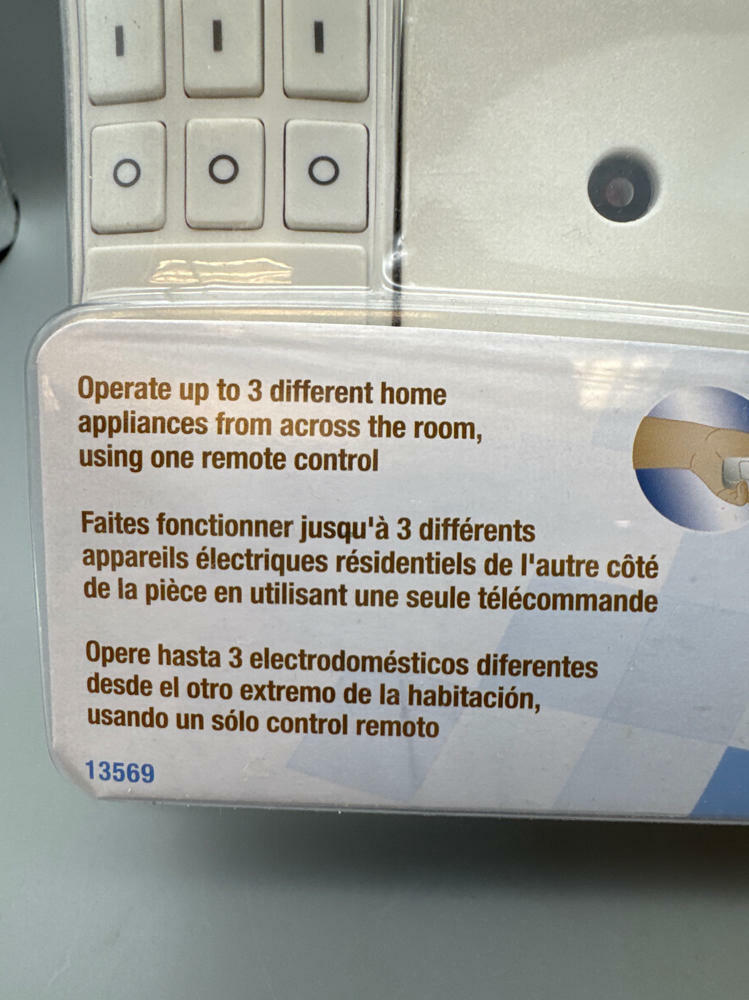 I I I
O O O
Operate up to 3 different home
appliances from across the room,
using one remote control
Faites fonctionner jusqu'à 3 différents
appareils électriques résidentiels de l'autre côté
de la pièce en utilisant une seule télécommande
Opere hasta 3 electrodomésticos diferentes
desde el otro extremo de la habitación,
usando un sólo control remoto
13569